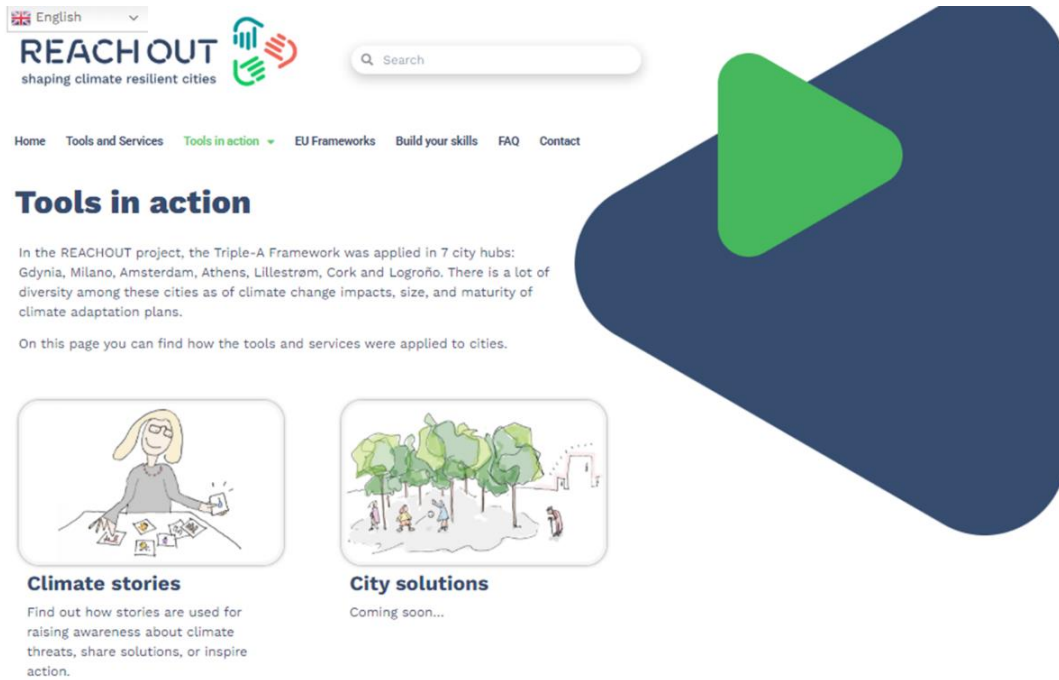 English
REACHOUT
shaping climate resilient cities
Search
Home Tools and Services Tools in action EU Frameworks Build your skills FAQ Contact
Tools in action
In the REACHOUT project, the Triple-A Framework was applied in 7 city hubs:
Gdynia, Milano, Amsterdam, Athens, Lillestrøm, Cork and Logroño. There is a lot of
diversity among these cities as of climate change impacts, size, and maturity of
climate adaptation plans.
On this page you can find how the tools and services were applied to cities.
Climate stories
Find out how stories are used for
raising awareness about climate
threats, share solutions, or inspire
action.
City solutions
Coming soon...